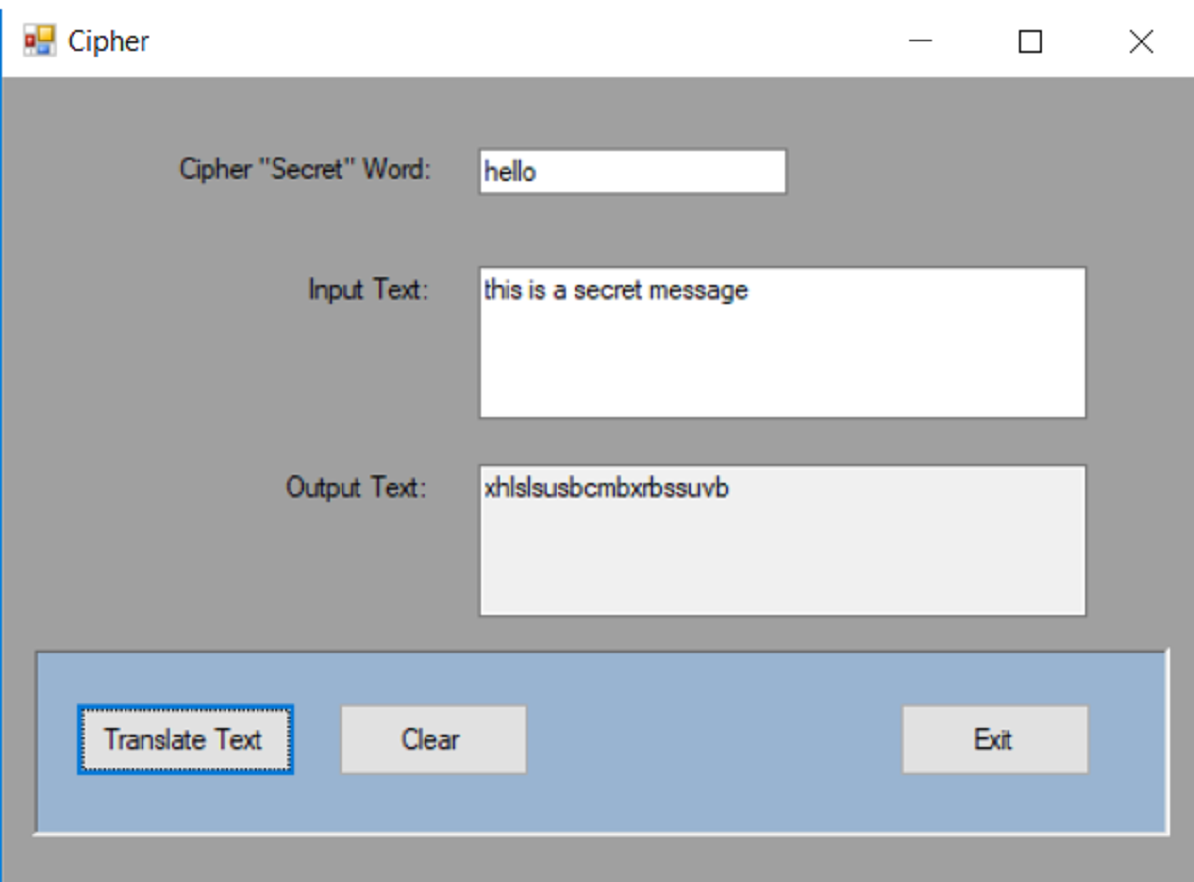 Cipher
Cipher "Secret" Word: hello
Input Text: this is a secret message
Output Text: xhlslsusbcmbxrbssuvb
Translate Text Clear Exit